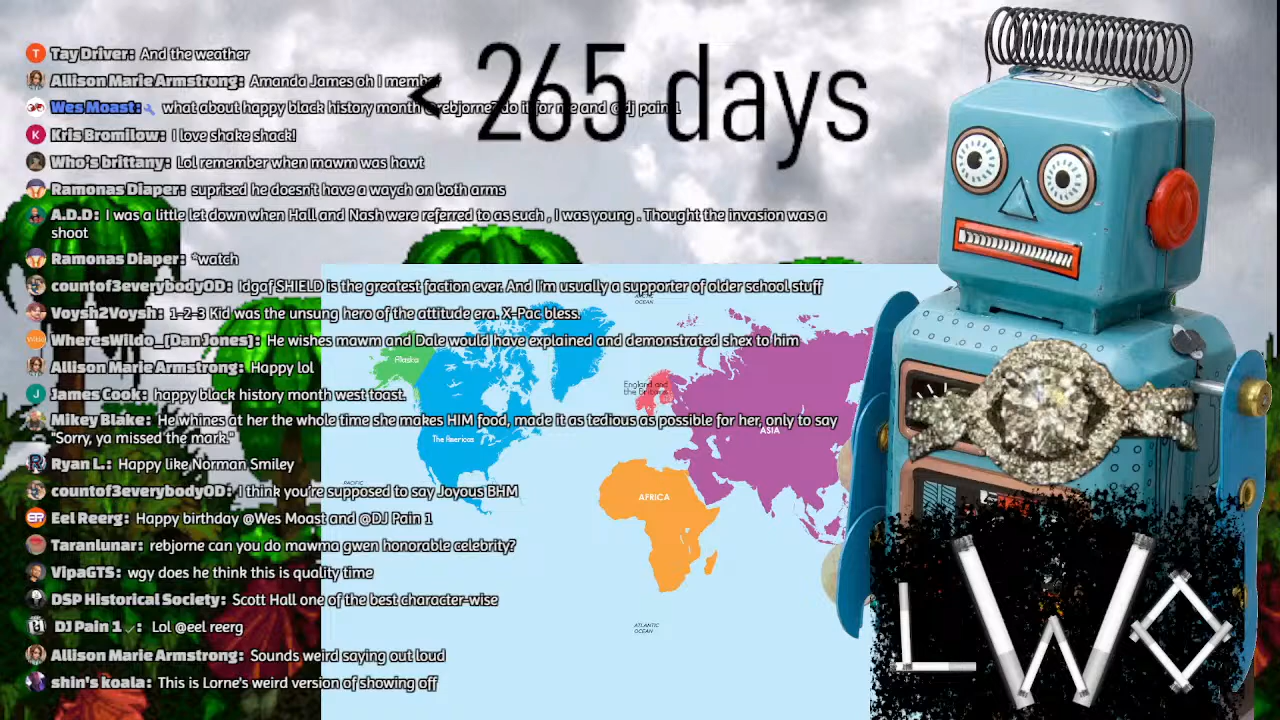 < 265 days
T Tay Driver: And the weather
Allison Marie Armstrong: Amanda James oh I memb
Wes Moast: what about happy black history month @rebjorne? do it for me and @dj pain 1
K Kris Bromilow: I love shake shack!
Who's brittany: Lol remember when mawm was hawt
Ramonas Diaper: suprised he doesn't have a waych on both arms
A.D.D: I was a little let down when Hall and Nash were referred to as such , I was young . Thought the invasion was a
shoot
Ramonas Diaper: *watch
countof3everybodyOD: Idgaf SHIELD is the greatest faction ever. And I'm usually a supporter of older school stuff
ARCTIC
OCEAN
Voysh2Voysh: 1-2-3 Kid was the unsung hero of the attitude era. X-Pac bless.
WheresWildo_(DanJones): He wishes mawm and Dale would have explained and demonstrated shex to him
Alaska
Allison Marie Armstrong: Happy lol
England and
the Britains
J James Cook: happy black history month west toast.
Mikey Blake: He whines at her the whole time she makes HIM food, made it as tedious as possible for her, only to say
"Sorry, ya missed the mark."
The Americas
ASIA
Ryan L.: Happy like Norman Smiley
PACIFIC
countof3everybodyOD: I think you're supposed to say Joyous BHM
AFRICA
Eel Reerg: Happy birthday @Wes Moast and @DJ Pain 1
Taranlunar: rebjorne can you do mawma gwen honorable celebrity?
VipaGTS: wgy does he think this is quality time
DSP Historical Society: Scott Hall one of the best character-wise
DJ Pain 1: Lol @eel reerg
ATLANTIC
OCEAN
Allison Marie Armstrong: Sounds weird saying out loud
shin's koala: This is Lorne's weird version of showing off
LWO